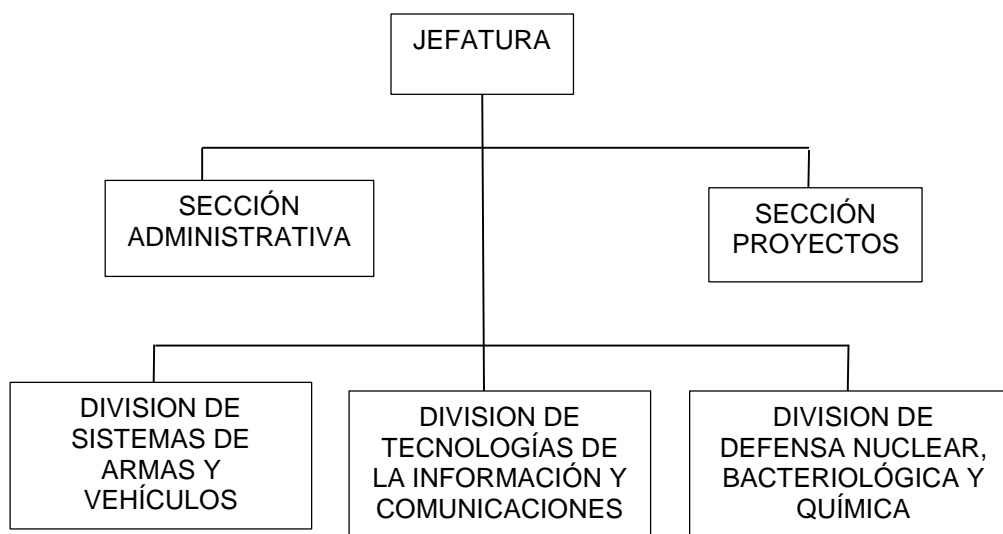 JEFATURA
SECCIÓN
ADMINISTRATIVA
SECCIÓN
PROYECTOS
DIVISION DE
SISTEMAS DE
ARMAS Y
VEHÍCULOS
DIVISION DE
TECNOLOGÍAS DE
LA INFORMACIÓN Y
COMUNICACIONES
DIVISION DE
DEFENSA NUCLEAR,
BACTERIOLÓGICA Y
QUÍMICA